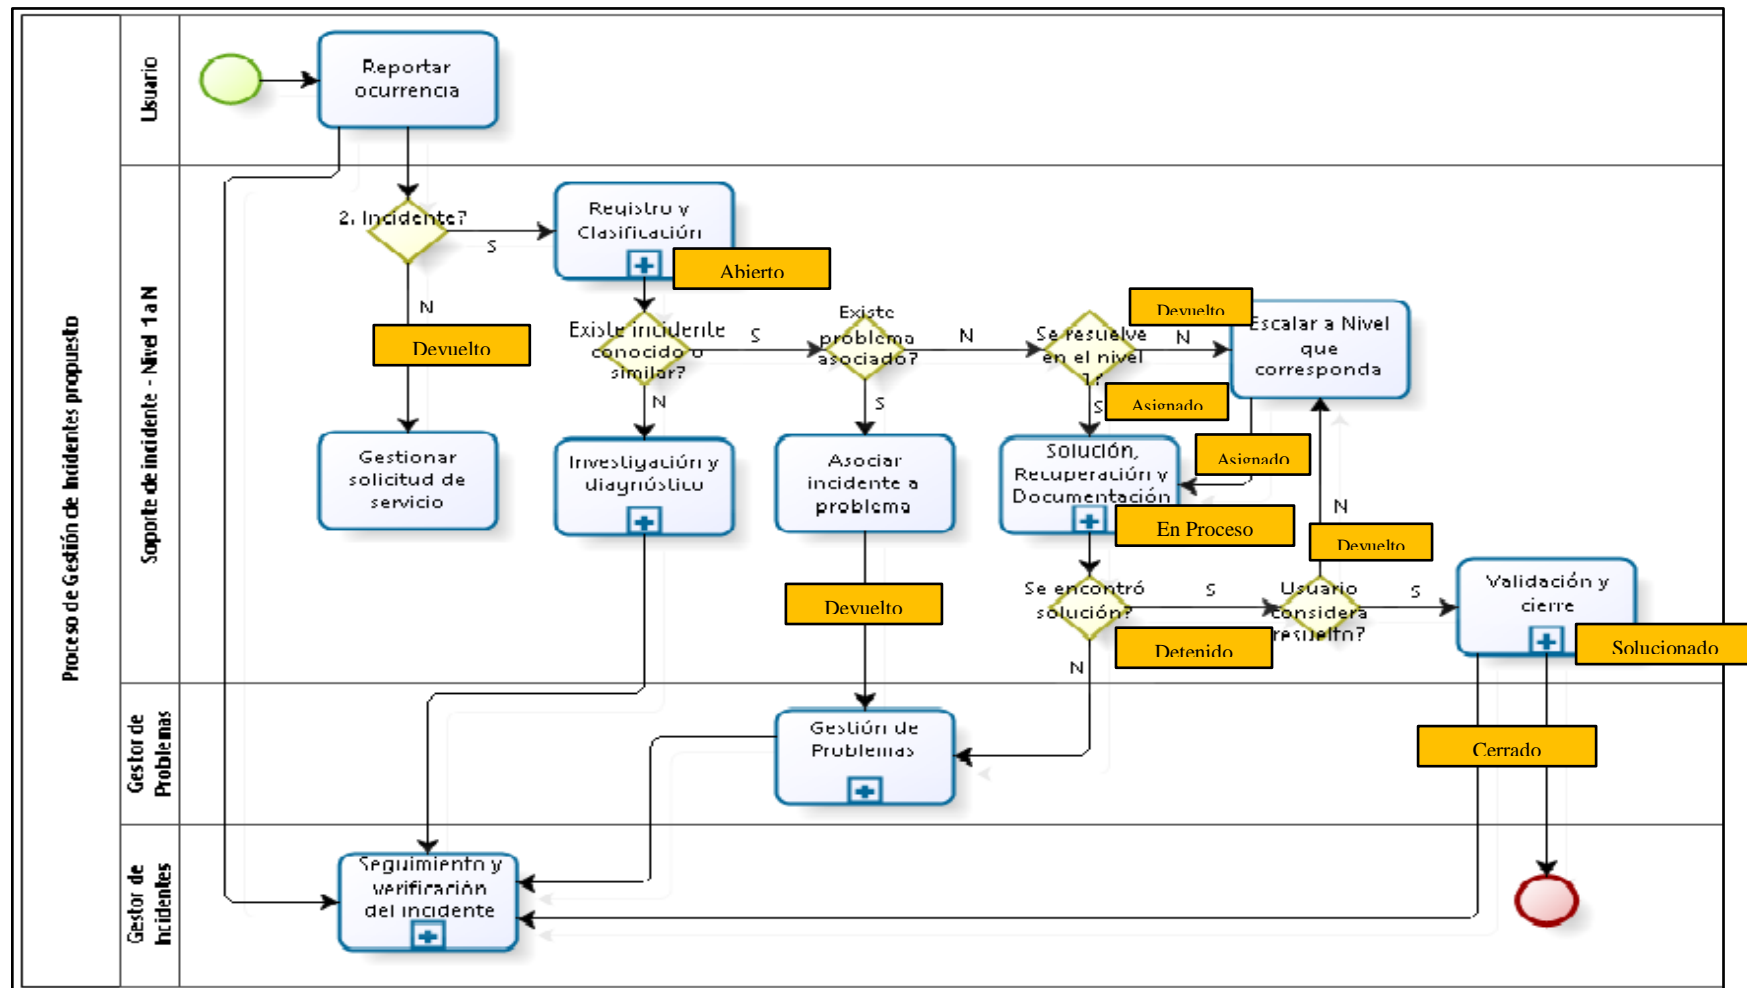 Proceso de Gestión de Incidentes propuesto
Usuario
Reportar
ocurrencia
Soporte de incidente - Nivel 1 a N
2. Incidente?
S
N
Devuelto
Gestionar
solicitud de
servicio
Registro y
Clasificación
Abierto
Existe incidente
conocido o
similar?
S
N
Investigación y
diagnóstico
Existe
problema
asociado?
N
S
Asociar
incidente a
problema
Devuelto
Se resuelve
en el nivel
1?
N
S
Devuelto
Asignado
Escalar a Nivel
que
corresponda
Asignado
Solución,
Recuperación y
Documentación
En Proceso
Se encontró
solución?
S
N
Detenido
Usuario
considera
resuelto?
N
Devuelto
S
Validación y
cierre
Solucionado
Cerrado
Gestor de
Problemas
Gestión de
Problemas
Gestor de
Incidentes
Seguimiento y
verificación
del incidente